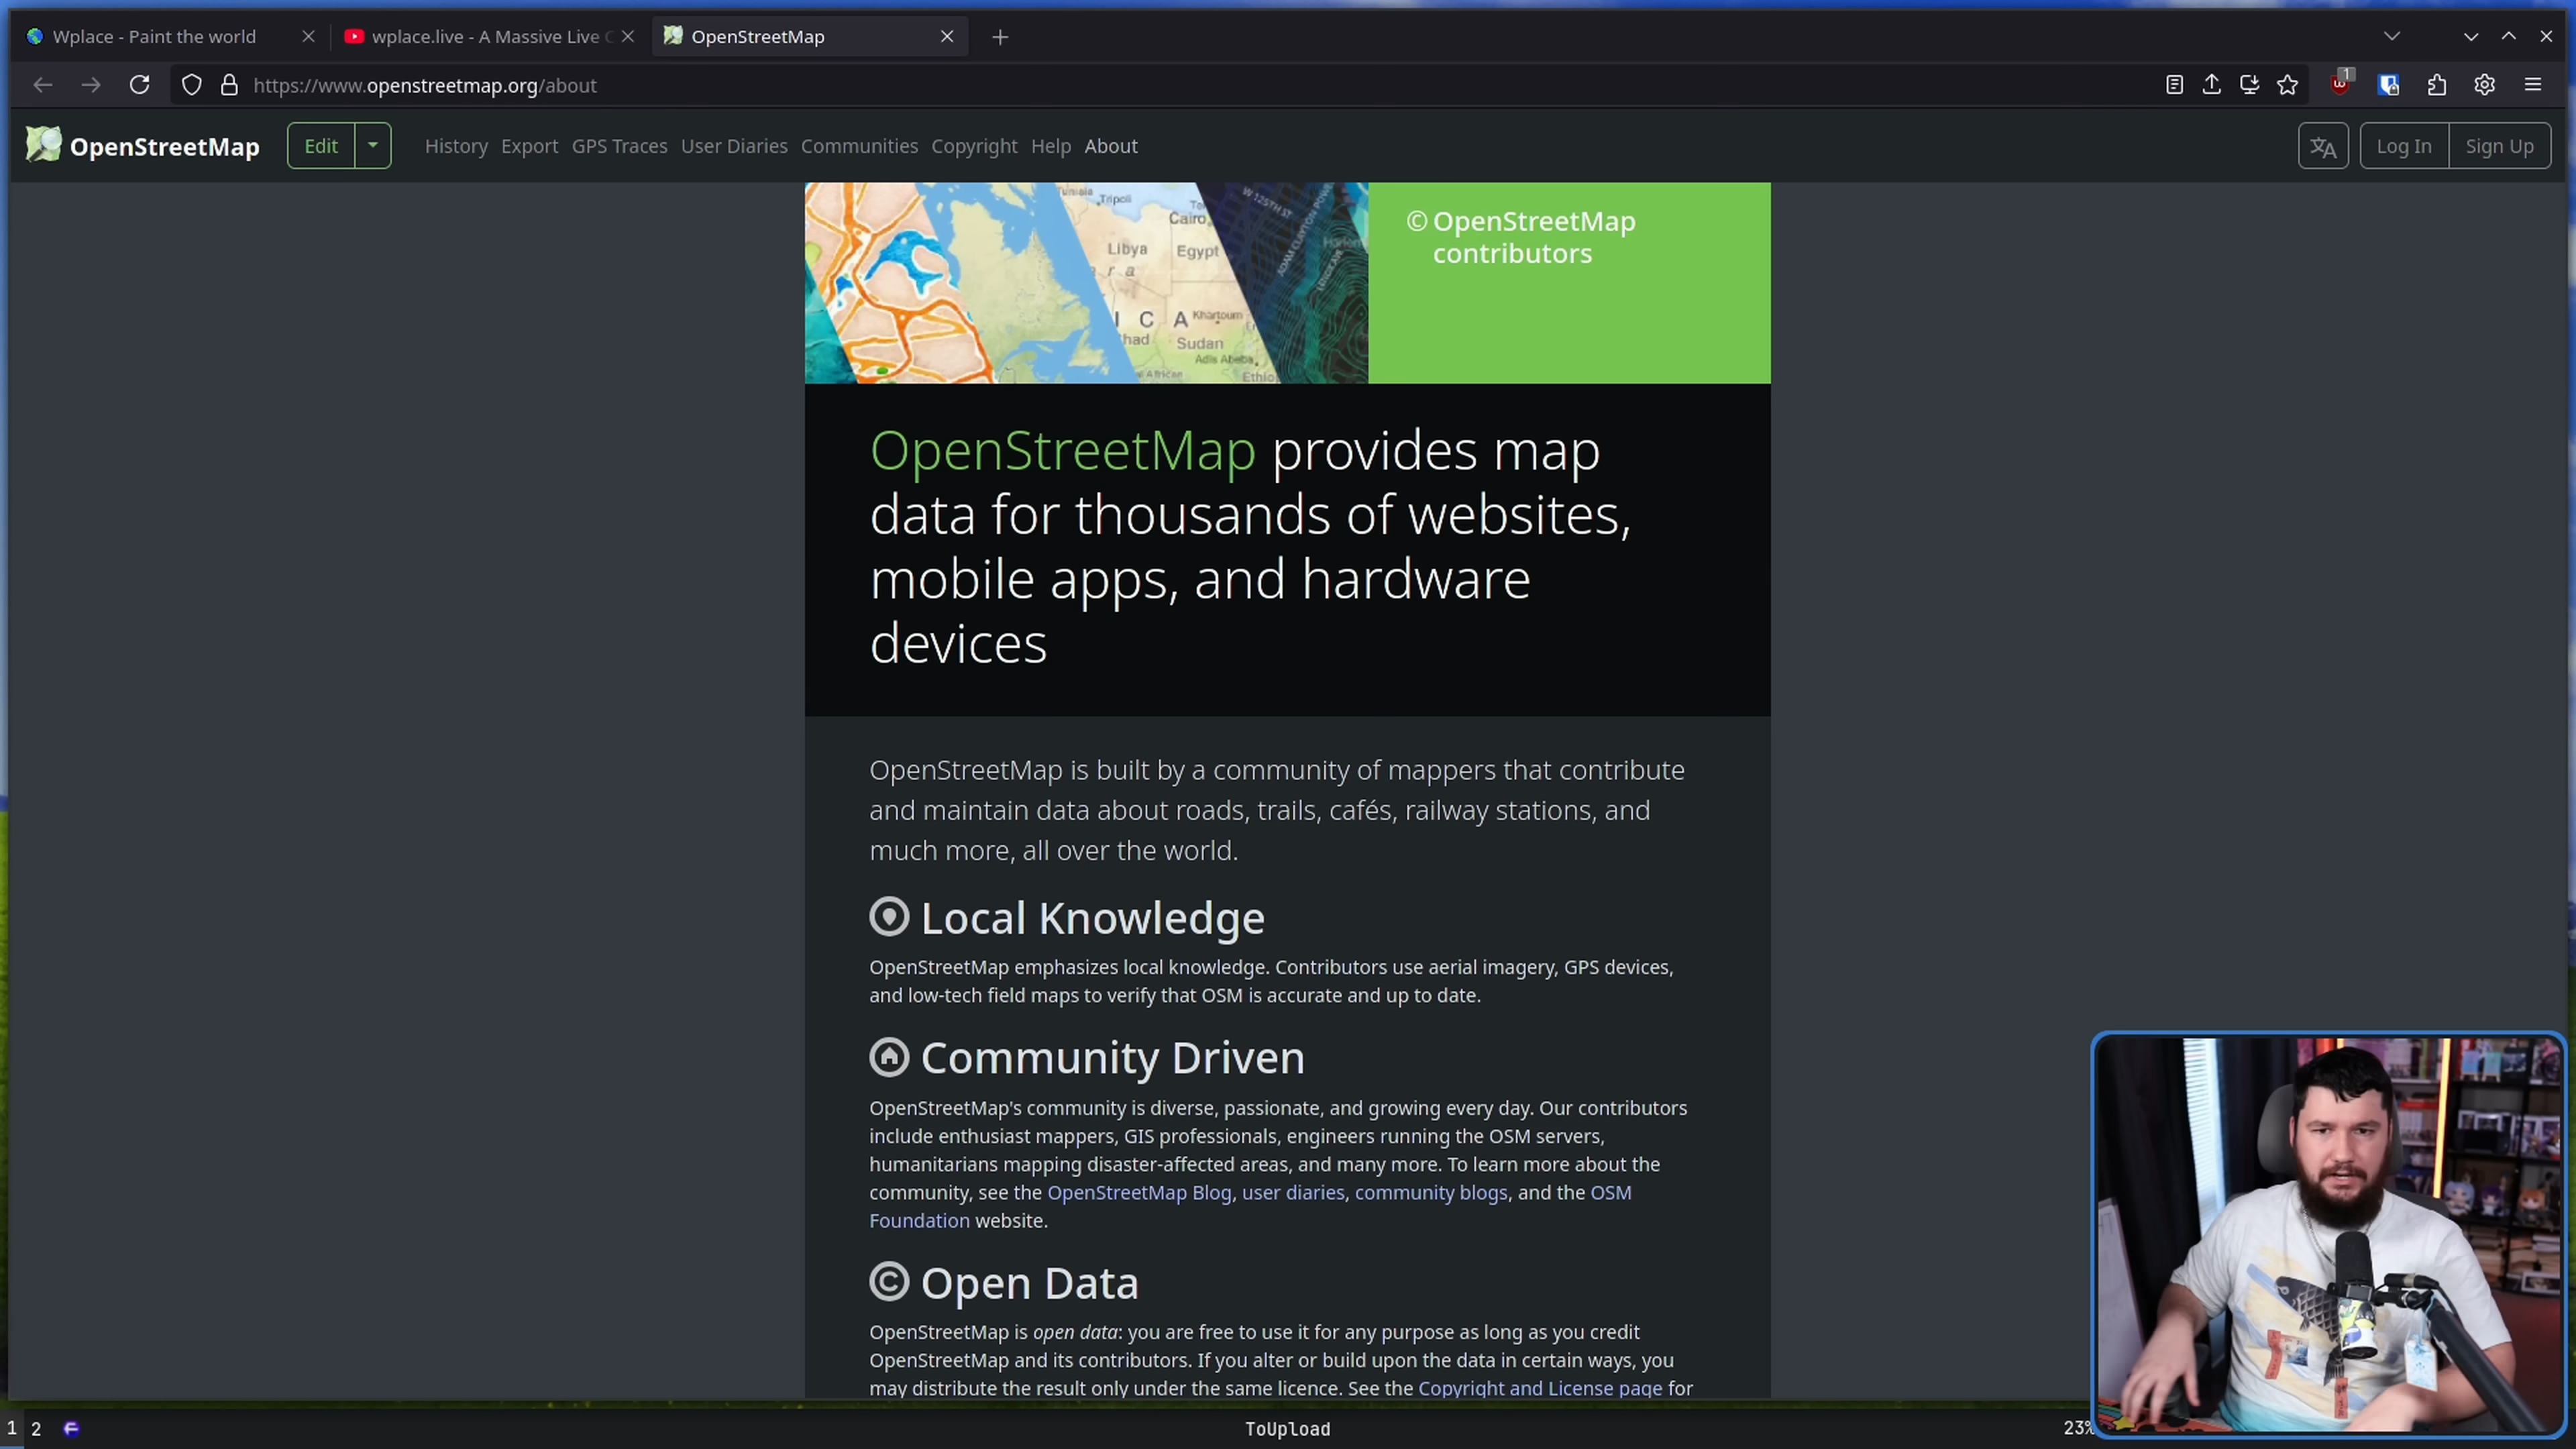 Wplace - Paint the world
wplace.live - A Massive Live
OpenStreetMap
https://www.openstreetmap.org/about
1
OpenStreetMap
Edit
History Export GPS Traces User Diaries Communities Copyright Help About
Log In Sign Up
Tunisia
Tripoli
Cairo
Libya
Egypt
I C A
Khartoum
had
Sudan
Adis Abeba
W 125TH ST
© OpenStreetMap
contributors
OpenStreetMap provides map
data for thousands of websites,
mobile apps, and hardware
devices
OpenStreetMap is built by a community of mappers that contribute
and maintain data about roads, trails, cafés, railway stations, and
much more, all over the world.
Local Knowledge
OpenStreetMap emphasizes local knowledge. Contributors use aerial imagery, GPS devices,
and low-tech field maps to verify that OSM is accurate and up to date.
Community Driven
OpenStreetMap's community is diverse, passionate, and growing every day. Our contributors
include enthusiast mappers, GIS professionals, engineers running the OSM servers,
humanitarians mapping disaster-affected areas, and many more. To learn more about the
community, see the OpenStreetMap Blog, user diaries, community blogs, and the OSM
Foundation website.
Open Data
OpenStreetMap is open data: you are free to use it for any purpose as long as you credit
OpenStreetMap and its contributors. If you alter or build upon the data in certain ways, you
may distribute the result only under the same licence. See the Copyright and License page for
1 2
ToUpload
23%